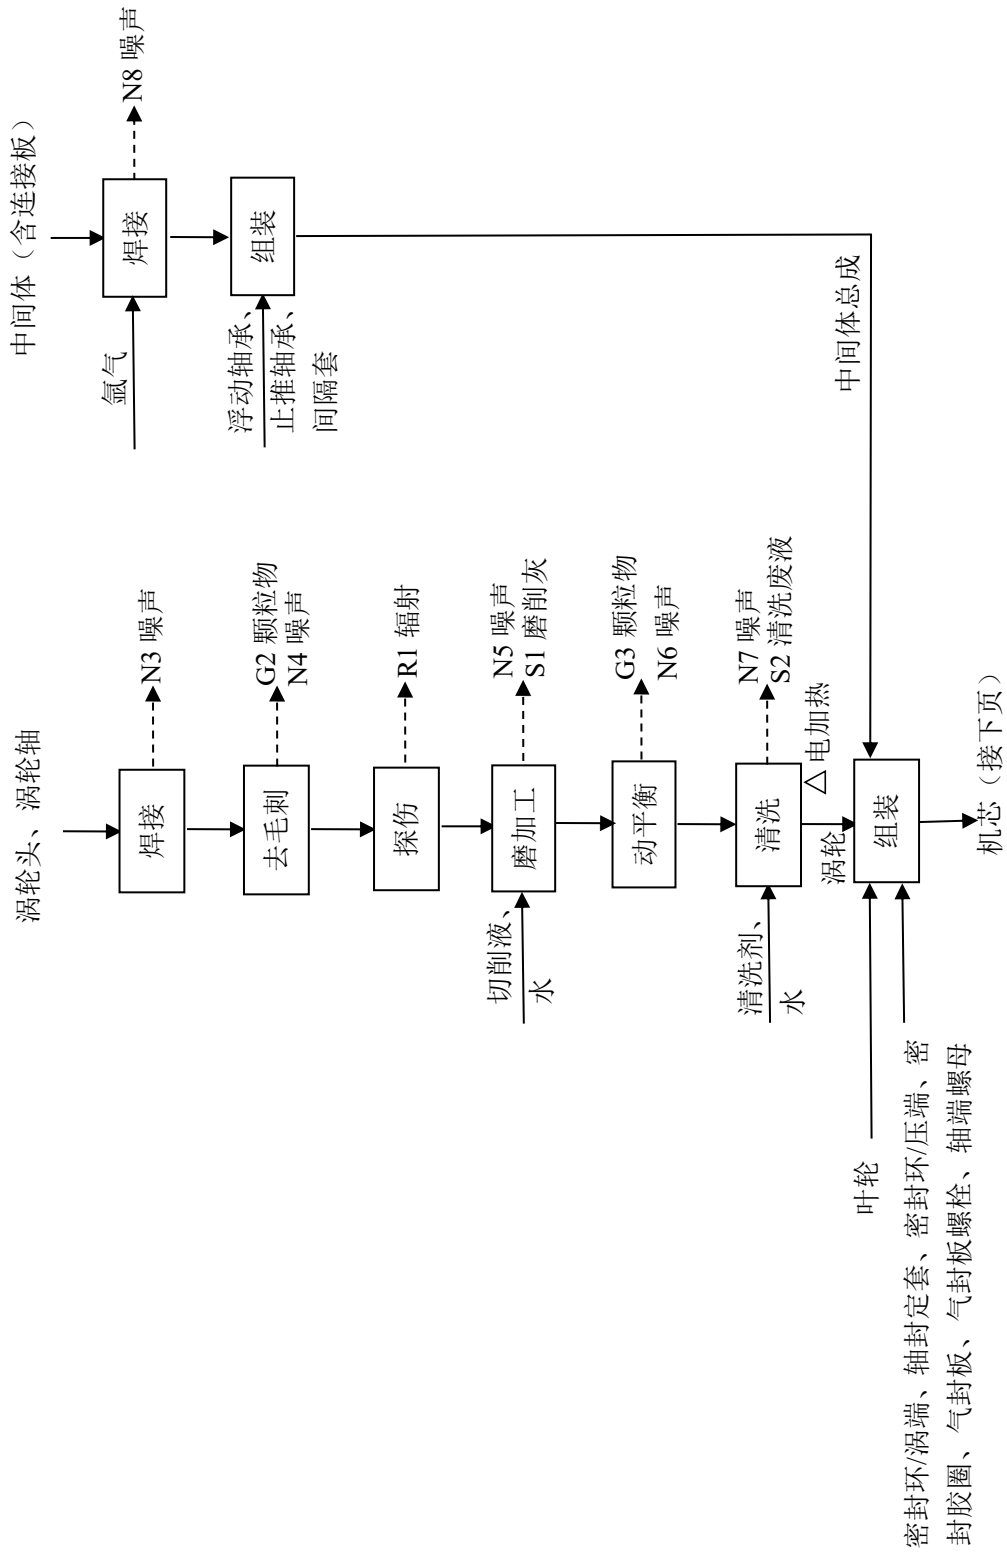 涡轮头、涡轮轴
焊接
N3 噪声
去毛刺
G2 颗粒物
N4 噪声
探伤
R1 辐射
切削液、
水
磨加工
N5 噪声
S1 磨削灰
动平衡
G3 颗粒物
N6 噪声
清洗剂、
水
清洗
N7 噪声
S2 清洗废液
电加热
涡轮
组装
叶轮
密封环/涡端、轴封定套、密封环/压端、密
封胶圈、气封板、气封板螺栓、轴端螺母
机芯（接下页）
中间体（含连接板）
氩气
焊接
N8 噪声
浮动轴承、
止推轴承、
间隔套
组装
中间体总成